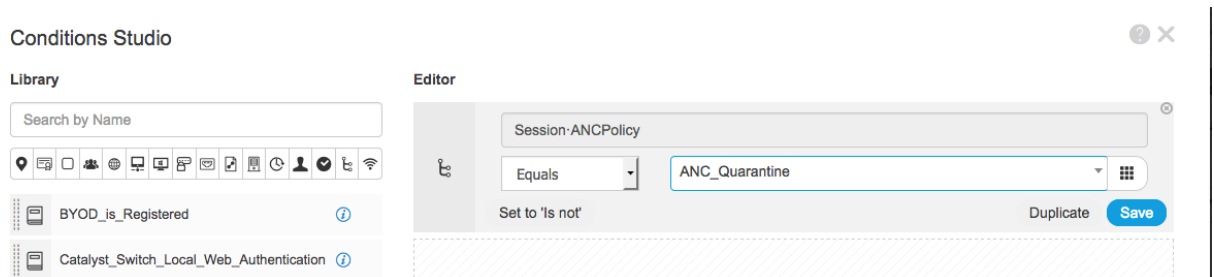 Conditions Studio
Library
Search by Name
BYOD_is_Registered
Catalyst_Switch_Local_Web_Authentication
Editor
Session·ANCPolicy
Equals
ANC_Quarantine
Set to 'Is not'
Duplicate
Save